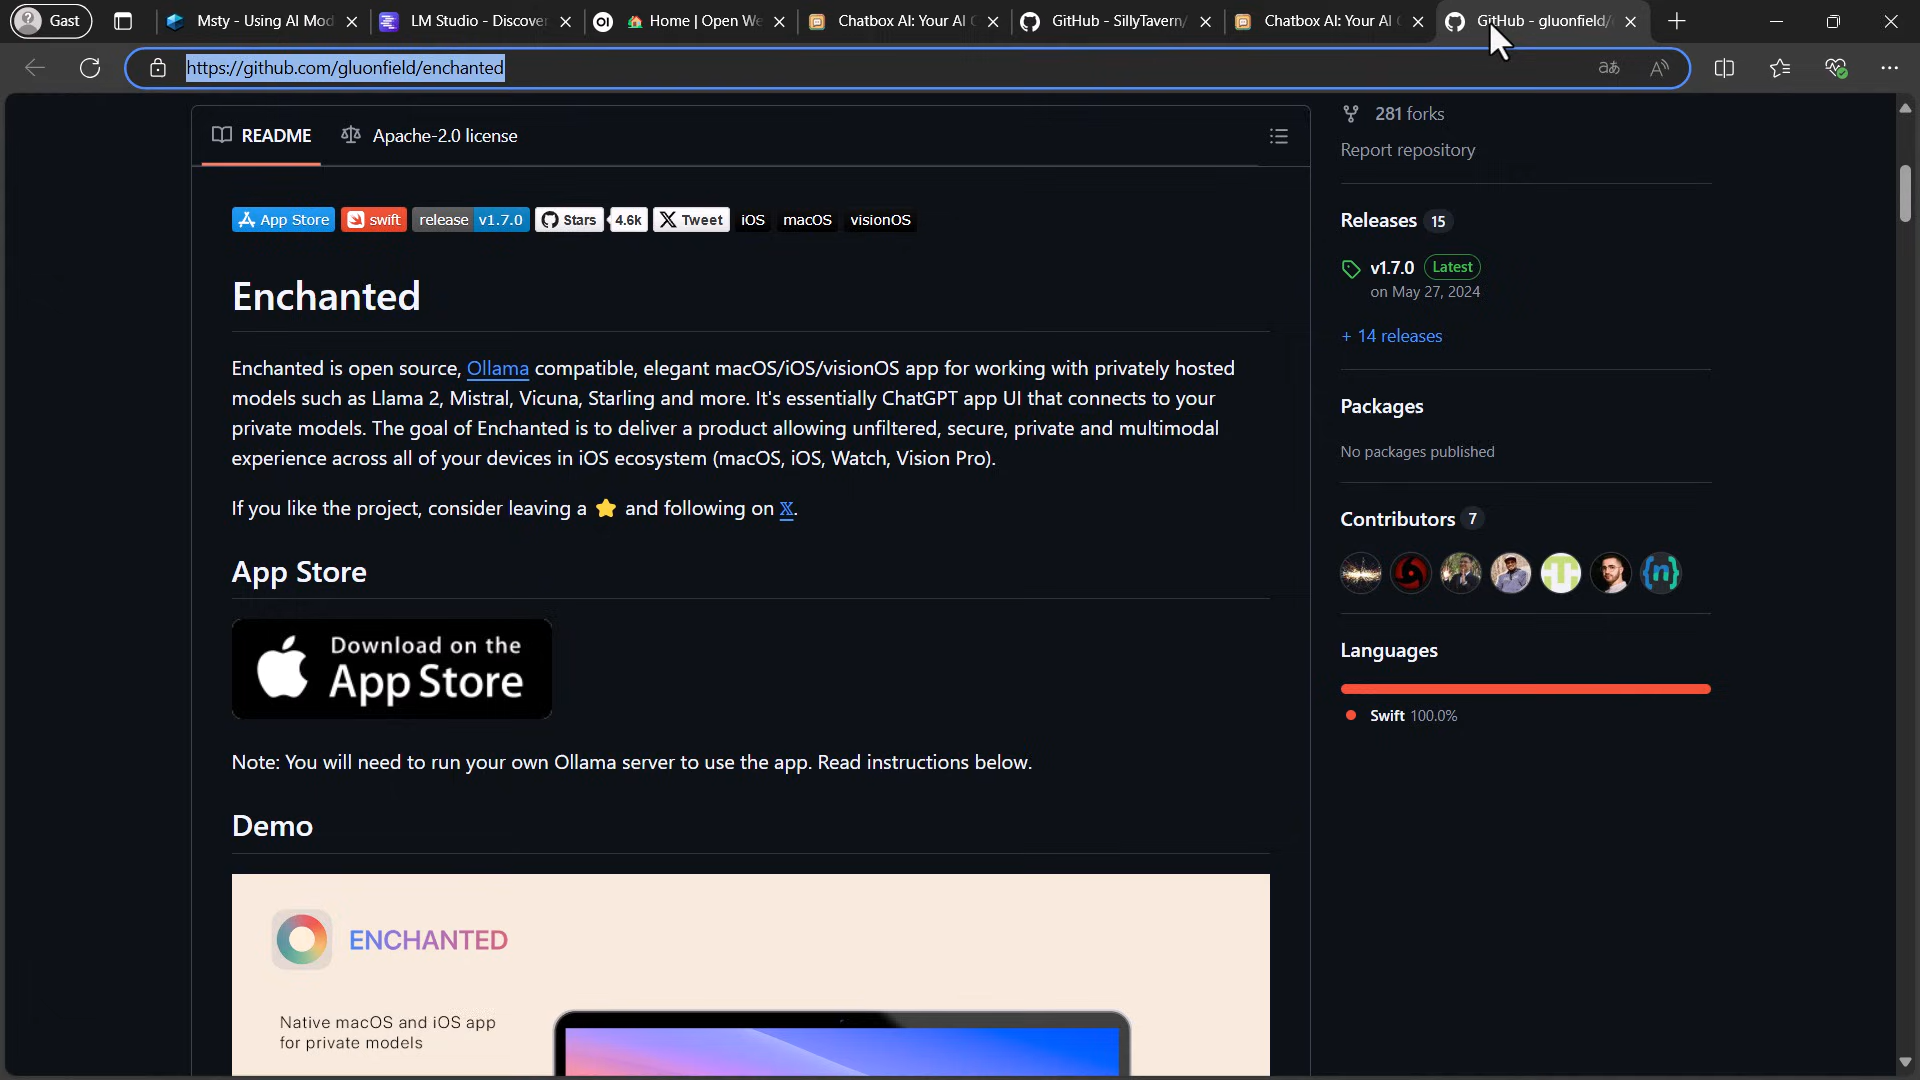 Gast
Msty - Using AI Mod
LM Studio - Discove
Home | Open We
Chatbox AI: Your AI C
GitHub - SillyTavern/
Chatbox AI: Your AI C
GitHub - gluonfield/
https://github.com/gluonfield/enchanted
README
Apache-2.0 license
App Store swift release v1.7.0 Stars 4.6k Tweet iOS macOS visionOS
Enchanted
Enchanted is open source, Ollama compatible, elegant macOS/iOS/visionOS app for working with privately hosted
models such as Llama 2, Mistral, Vicuna, Starling and more. It's essentially ChatGPT app UI that connects to your
private models. The goal of Enchanted is to deliver a product allowing unfiltered, secure, private and multimodal
experience across all of your devices in iOS ecosystem (macOS, iOS, Watch, Vision Pro).
If you like the project, consider leaving a ⭐ and following on 𝕏.
App Store
Download on the
App Store
Note: You will need to run your own Ollama server to use the app. Read instructions below.
Demo
ENCHANTED
Native macOS and iOS app
for private models
281 forks
Report repository
Releases 15
v1.7.0 Latest
on May 27, 2024
+ 14 releases
Packages
No packages published
Contributors 7
Languages
Swift 100.0%